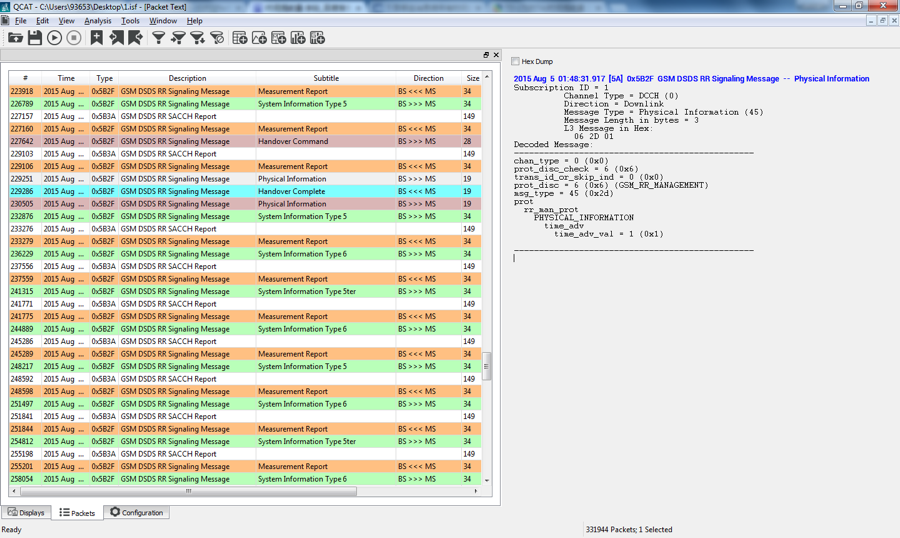 QCAT - C:\Users\93653\Desktop\1.isf - [Packet Text]
File Edit View Analysis Tools Window Help
# Time Type Description Subtitle Direction Size
223918 2015 Aug ... 0x5B2F GSM DSDS RR Signaling Message Measurement Report BS <<< MS 34
226789 2015 Aug ... 0x5B2F GSM DSDS RR Signaling Message System Information Type 5 BS >>> MS 34
227157 2015 Aug ... 0x5B3A GSM DSDS RR SACCH Report 149
227160 2015 Aug ... 0x5B2F GSM DSDS RR Signaling Message Measurement Report BS <<< MS 34
227642 2015 Aug ... 0x5B2F GSM DSDS RR Signaling Message Handover Command BS >>> MS 28
229103 2015 Aug ... 0x5B3A GSM DSDS RR SACCH Report 149
229106 2015 Aug ... 0x5B2F GSM DSDS RR Signaling Message Measurement Report BS <<< MS 34
229251 2015 Aug ... 0x5B2F GSM DSDS RR Signaling Message Physical Information BS >>> MS 19
229286 2015 Aug ... 0x5B2F GSM DSDS RR Signaling Message Handover Complete BS <<< MS 19
230505 2015 Aug ... 0x5B2F GSM DSDS RR Signaling Message Physical Information BS >>> MS 19
232876 2015 Aug ... 0x5B2F GSM DSDS RR Signaling Message System Information Type 5 BS >>> MS 34
233276 2015 Aug ... 0x5B3A GSM DSDS RR SACCH Report 149
233279 2015 Aug ... 0x5B2F GSM DSDS RR Signaling Message Measurement Report BS <<< MS 34
236229 2015 Aug ... 0x5B2F GSM DSDS RR Signaling Message System Information Type 6 BS >>> MS 34
237556 2015 Aug ... 0x5B3A GSM DSDS RR SACCH Report 149
237559 2015 Aug ... 0x5B2F GSM DSDS RR Signaling Message Measurement Report BS <<< MS 34
241315 2015 Aug ... 0x5B2F GSM DSDS RR Signaling Message System Information Type 5ter BS >>> MS 34
241771 2015 Aug ... 0x5B3A GSM DSDS RR SACCH Report 149
241775 2015 Aug ... 0x5B2F GSM DSDS RR Signaling Message Measurement Report BS <<< MS 34
244889 2015 Aug ... 0x5B2F GSM DSDS RR Signaling Message System Information Type 6 BS >>> MS 34
245286 2015 Aug ... 0x5B3A GSM DSDS RR SACCH Report 149
245289 2015 Aug ... 0x5B2F GSM DSDS RR Signaling Message Measurement Report BS <<< MS 34
248217 2015 Aug ... 0x5B2F GSM DSDS RR Signaling Message System Information Type 5 BS >>> MS 34
248592 2015 Aug ... 0x5B3A GSM DSDS RR SACCH Report 149
248598 2015 Aug ... 0x5B2F GSM DSDS RR Signaling Message Measurement Report BS <<< MS 34
251497 2015 Aug ... 0x5B2F GSM DSDS RR Signaling Message System Information Type 6 BS >>> MS 34
251841 2015 Aug ... 0x5B3A GSM DSDS RR SACCH Report 149
251844 2015 Aug ... 0x5B2F GSM DSDS RR Signaling Message Measurement Report BS <<< MS 34
254812 2015 Aug ... 0x5B2F GSM DSDS RR Signaling Message System Information Type 5ter BS >>> MS 34
255198 2015 Aug ... 0x5B3A GSM DSDS RR SACCH Report 149
255201 2015 Aug ... 0x5B2F GSM DSDS RR Signaling Message Measurement Report BS <<< MS 34
258054 2015 Aug ... 0x5B2F GSM DSDS RR Signaling Message System Information Type 6 BS >>> MS 34
Displays Packets Configuration
Hex Dump
2015 Aug 5 01:48:31.917 [5A] 0x5B2F GSM DSDS RR Signaling Message -- Physical Information
Subscription ID = 1
Channel Type = DCCH (0)
Direction = Downlink
Message Type = Physical Information (45)
Message Length in bytes = 3
L3 Message in Hex:
06 2D 01
Decoded Message:
chan_type = 0 (0x0)
prot_disc_check = 6 (0x6)
trans_id_or_skip_ind = 0 (0x0)
prot_disc = 6 (0x6) (GSM_RR_MANAGEMENT)
msg_type = 45 (0x2d)
prot
rr_man_prot
PHYSICAL_INFORMATION
time_adv
time_adv_val = 1 (0x1)
Ready
331944 Packets; 1 Selected